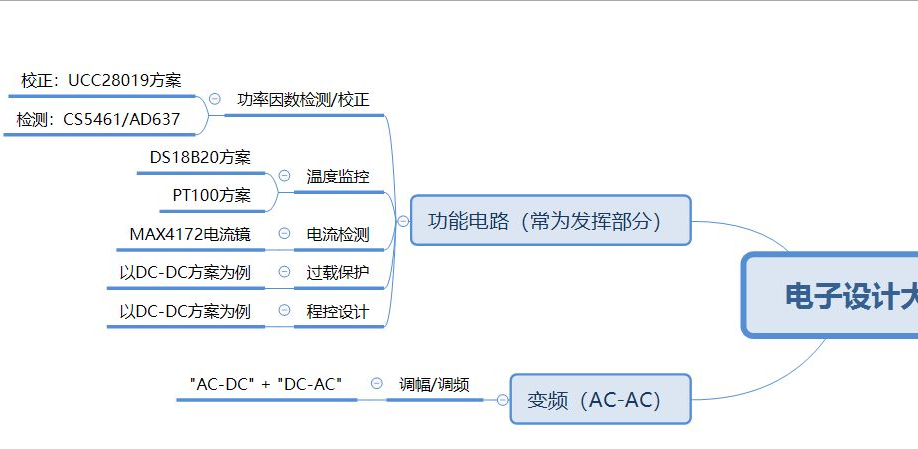 校正：UCC28019方案
功率因数检测/校正
检测：CS5461/AD637
DS18B20方案
温度监控
PT100方案
功能电路（常为发挥部分）
MAX4172电流镜
电流检测
以DC-DC方案为例
过载保护
以DC-DC方案为例
程控设计
电子设计大
"AC-DC" + "DC-AC"
调幅/调频
变频（AC-AC）